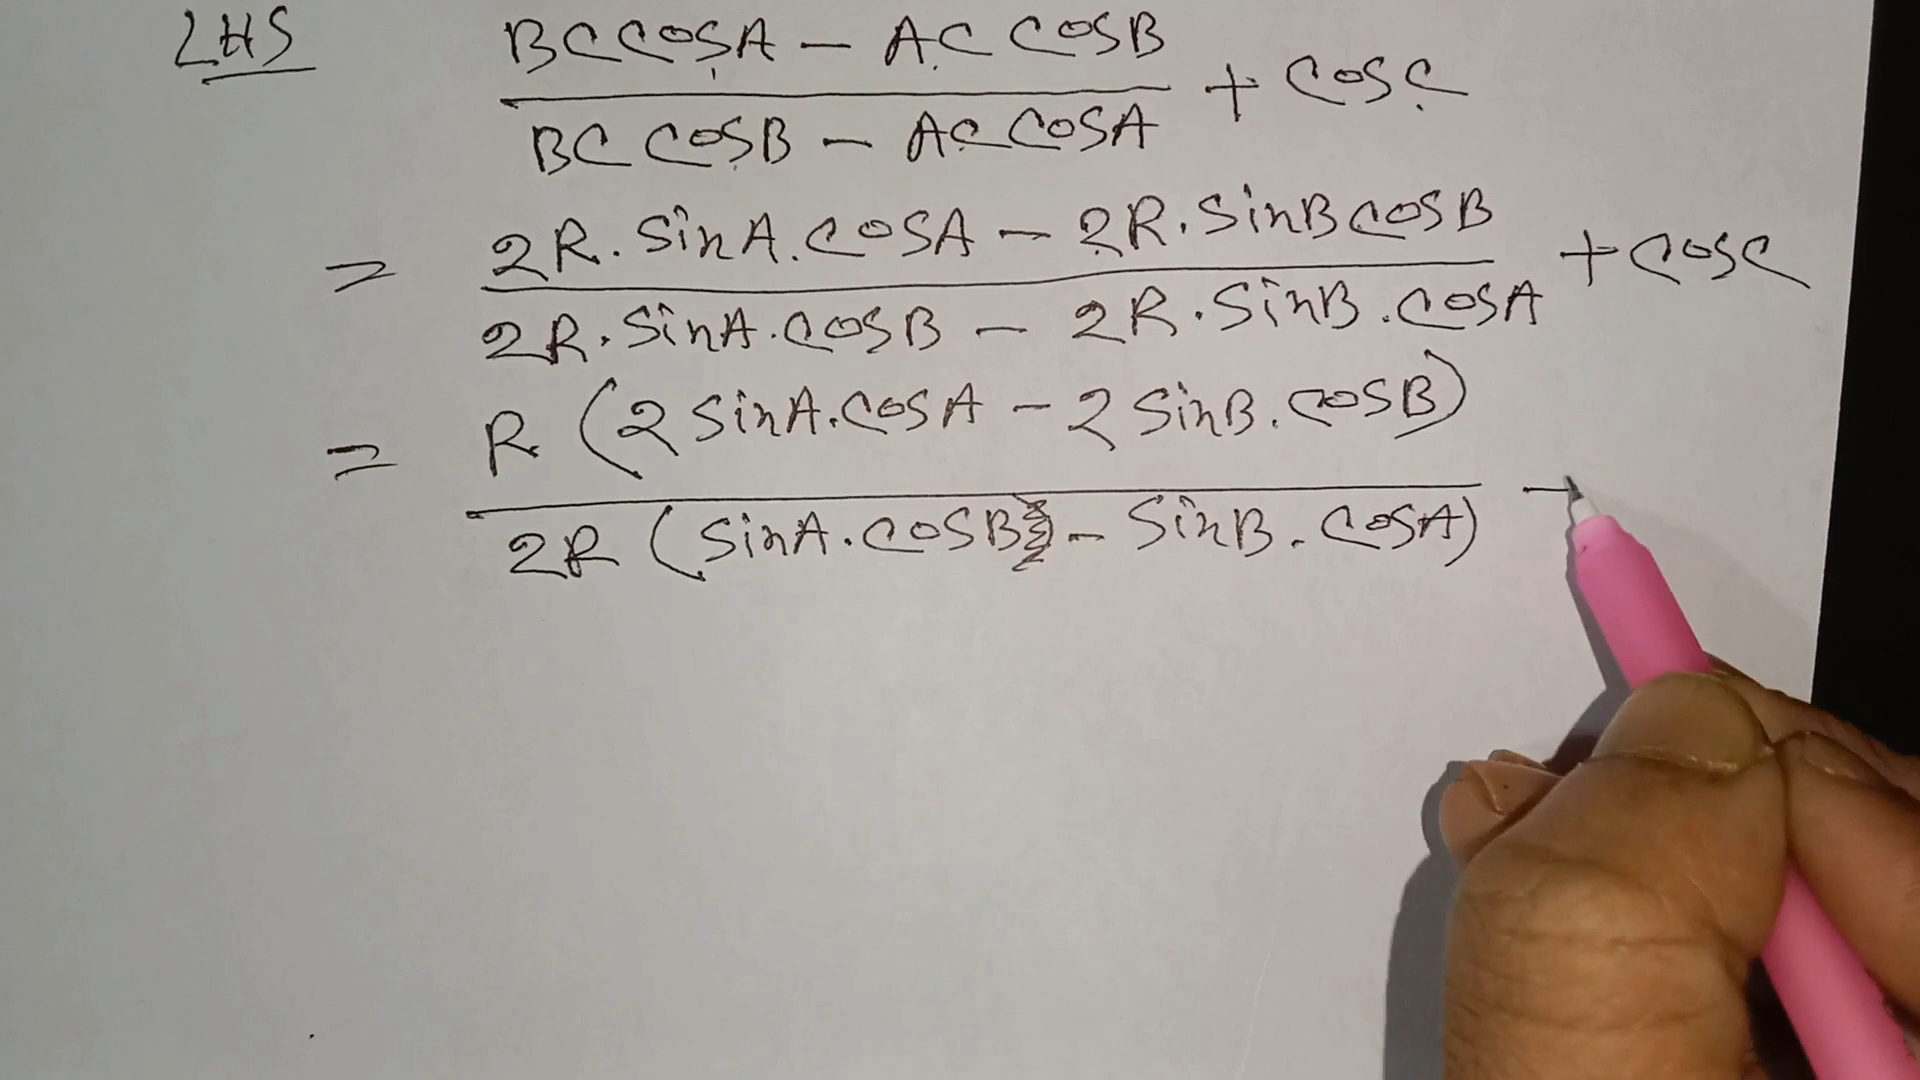 LHS BC COSA - AC COSB
+ COSC
BC COSB - AC COSA
= 2R. SinA. COSA - 2R. SinB COSB
+ COSC
2R. SinA. COSB - 2R. SinB. COSA
= R (2 SinA. COSA - 2 SinB. COSB)
2R (SinA. COSB - SinB. COSA)